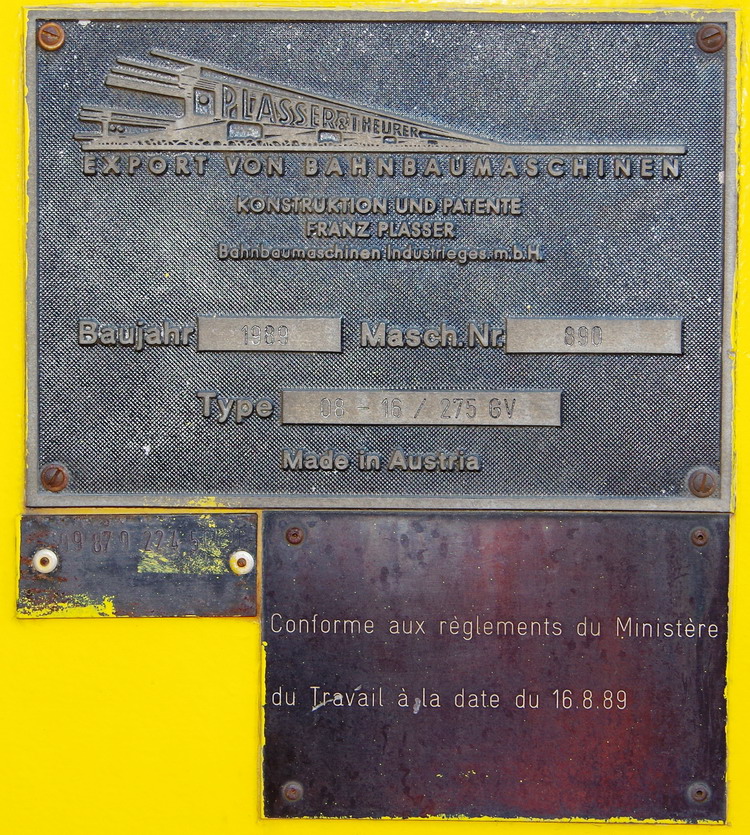 PLASSER & THEURER
EXPORT VON BAHNBAUMASCHINEN
KONSTRUKTION UND PATENTE
FRANZ PLASSER
Bahnbaumaschinen-Industrieges.m.b.H.
Baujahr 1989 Masch.Nr. 890
Type 08 - 16 / 275 GV
Made in Austria
Conforme aux règlements du Ministère
du Travail à la date du 16.8.89